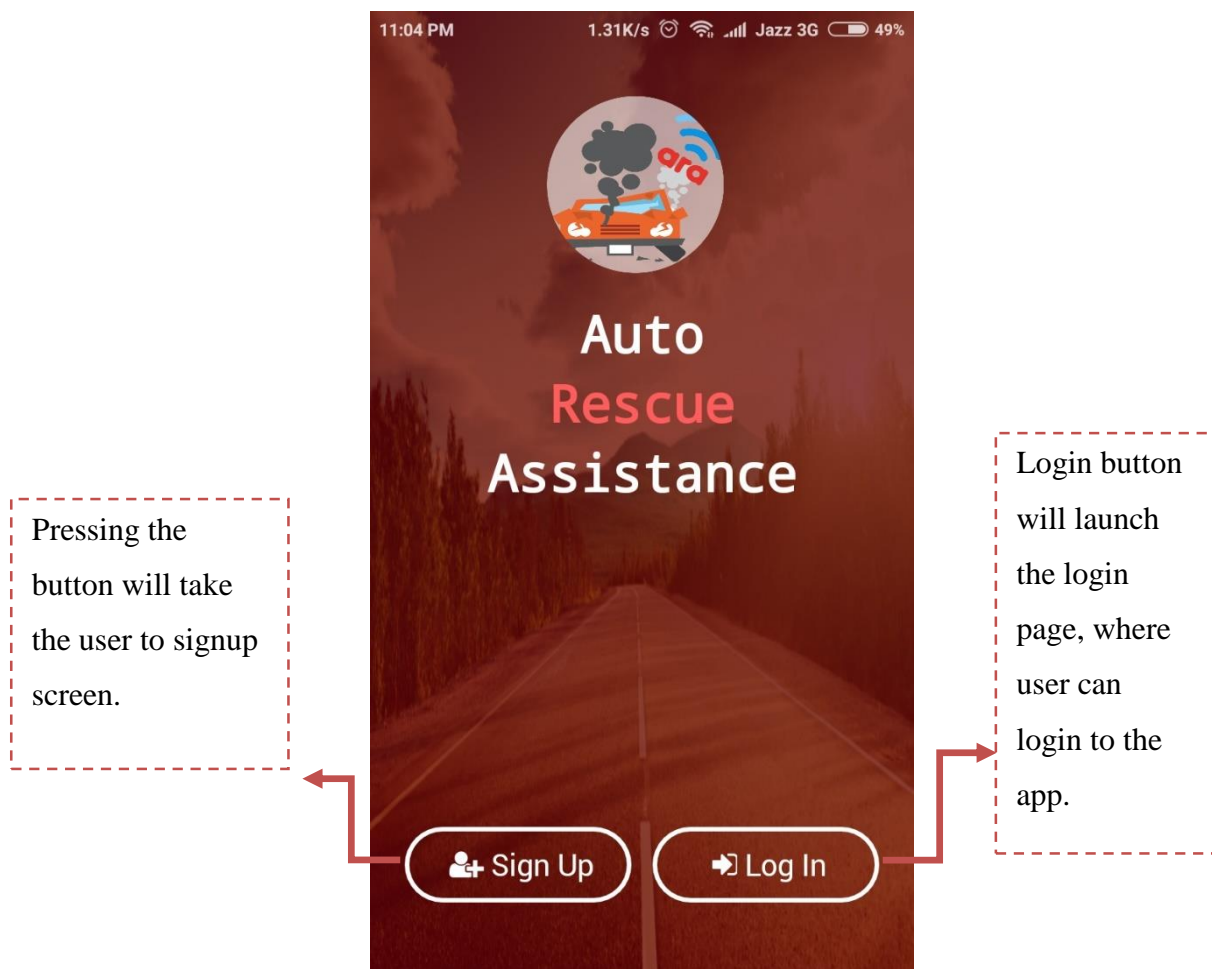 11:04 PM 1.31K/s Jazz 3G 49%
ara
Auto
Rescue
Assistance
Pressing the
button will take
the user to signup
screen.
Login button
will launch
the login
page, where
user can
login to the
app.
Sign Up
Log In